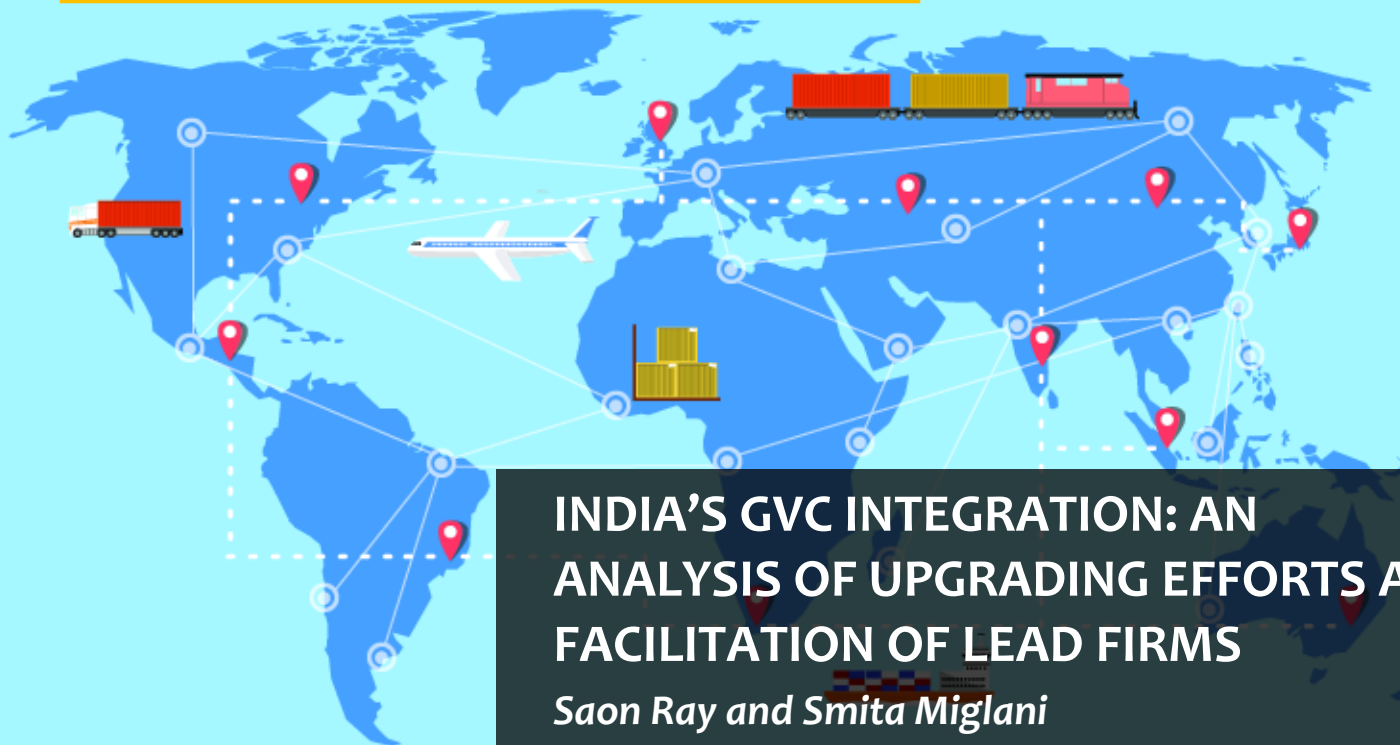 INDIA’S GVC INTEGRATION: AN
ANALYSIS OF UPGRADING EFFORTS
FACILITATION OF LEAD FIRMS
Saon Ray and Smita Miglani